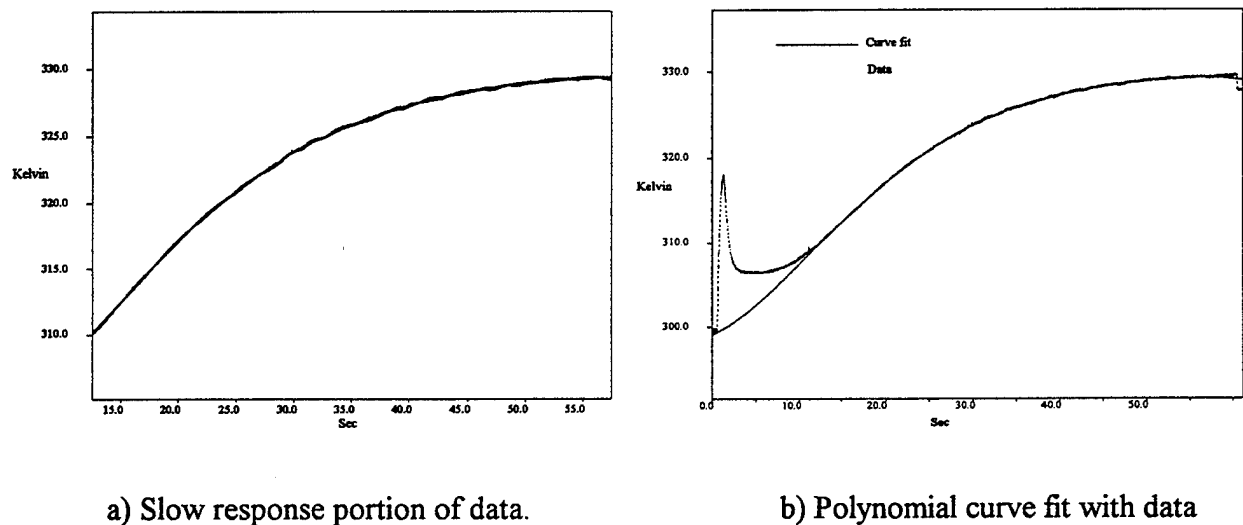 330.0
325.0
Kelvin
320.0
315.0
310.0
15.0 20.0 25.0 30.0 35.0 40.0 45.0 50.0 55.0
Sec
a) Slow response portion of data.
Curve fit
Data
330.0
320.0
Kelvin
310.0
300.0
0.0 10.0 20.0 30.0 40.0 50.0
Sec
b) Polynomial curve fit with data